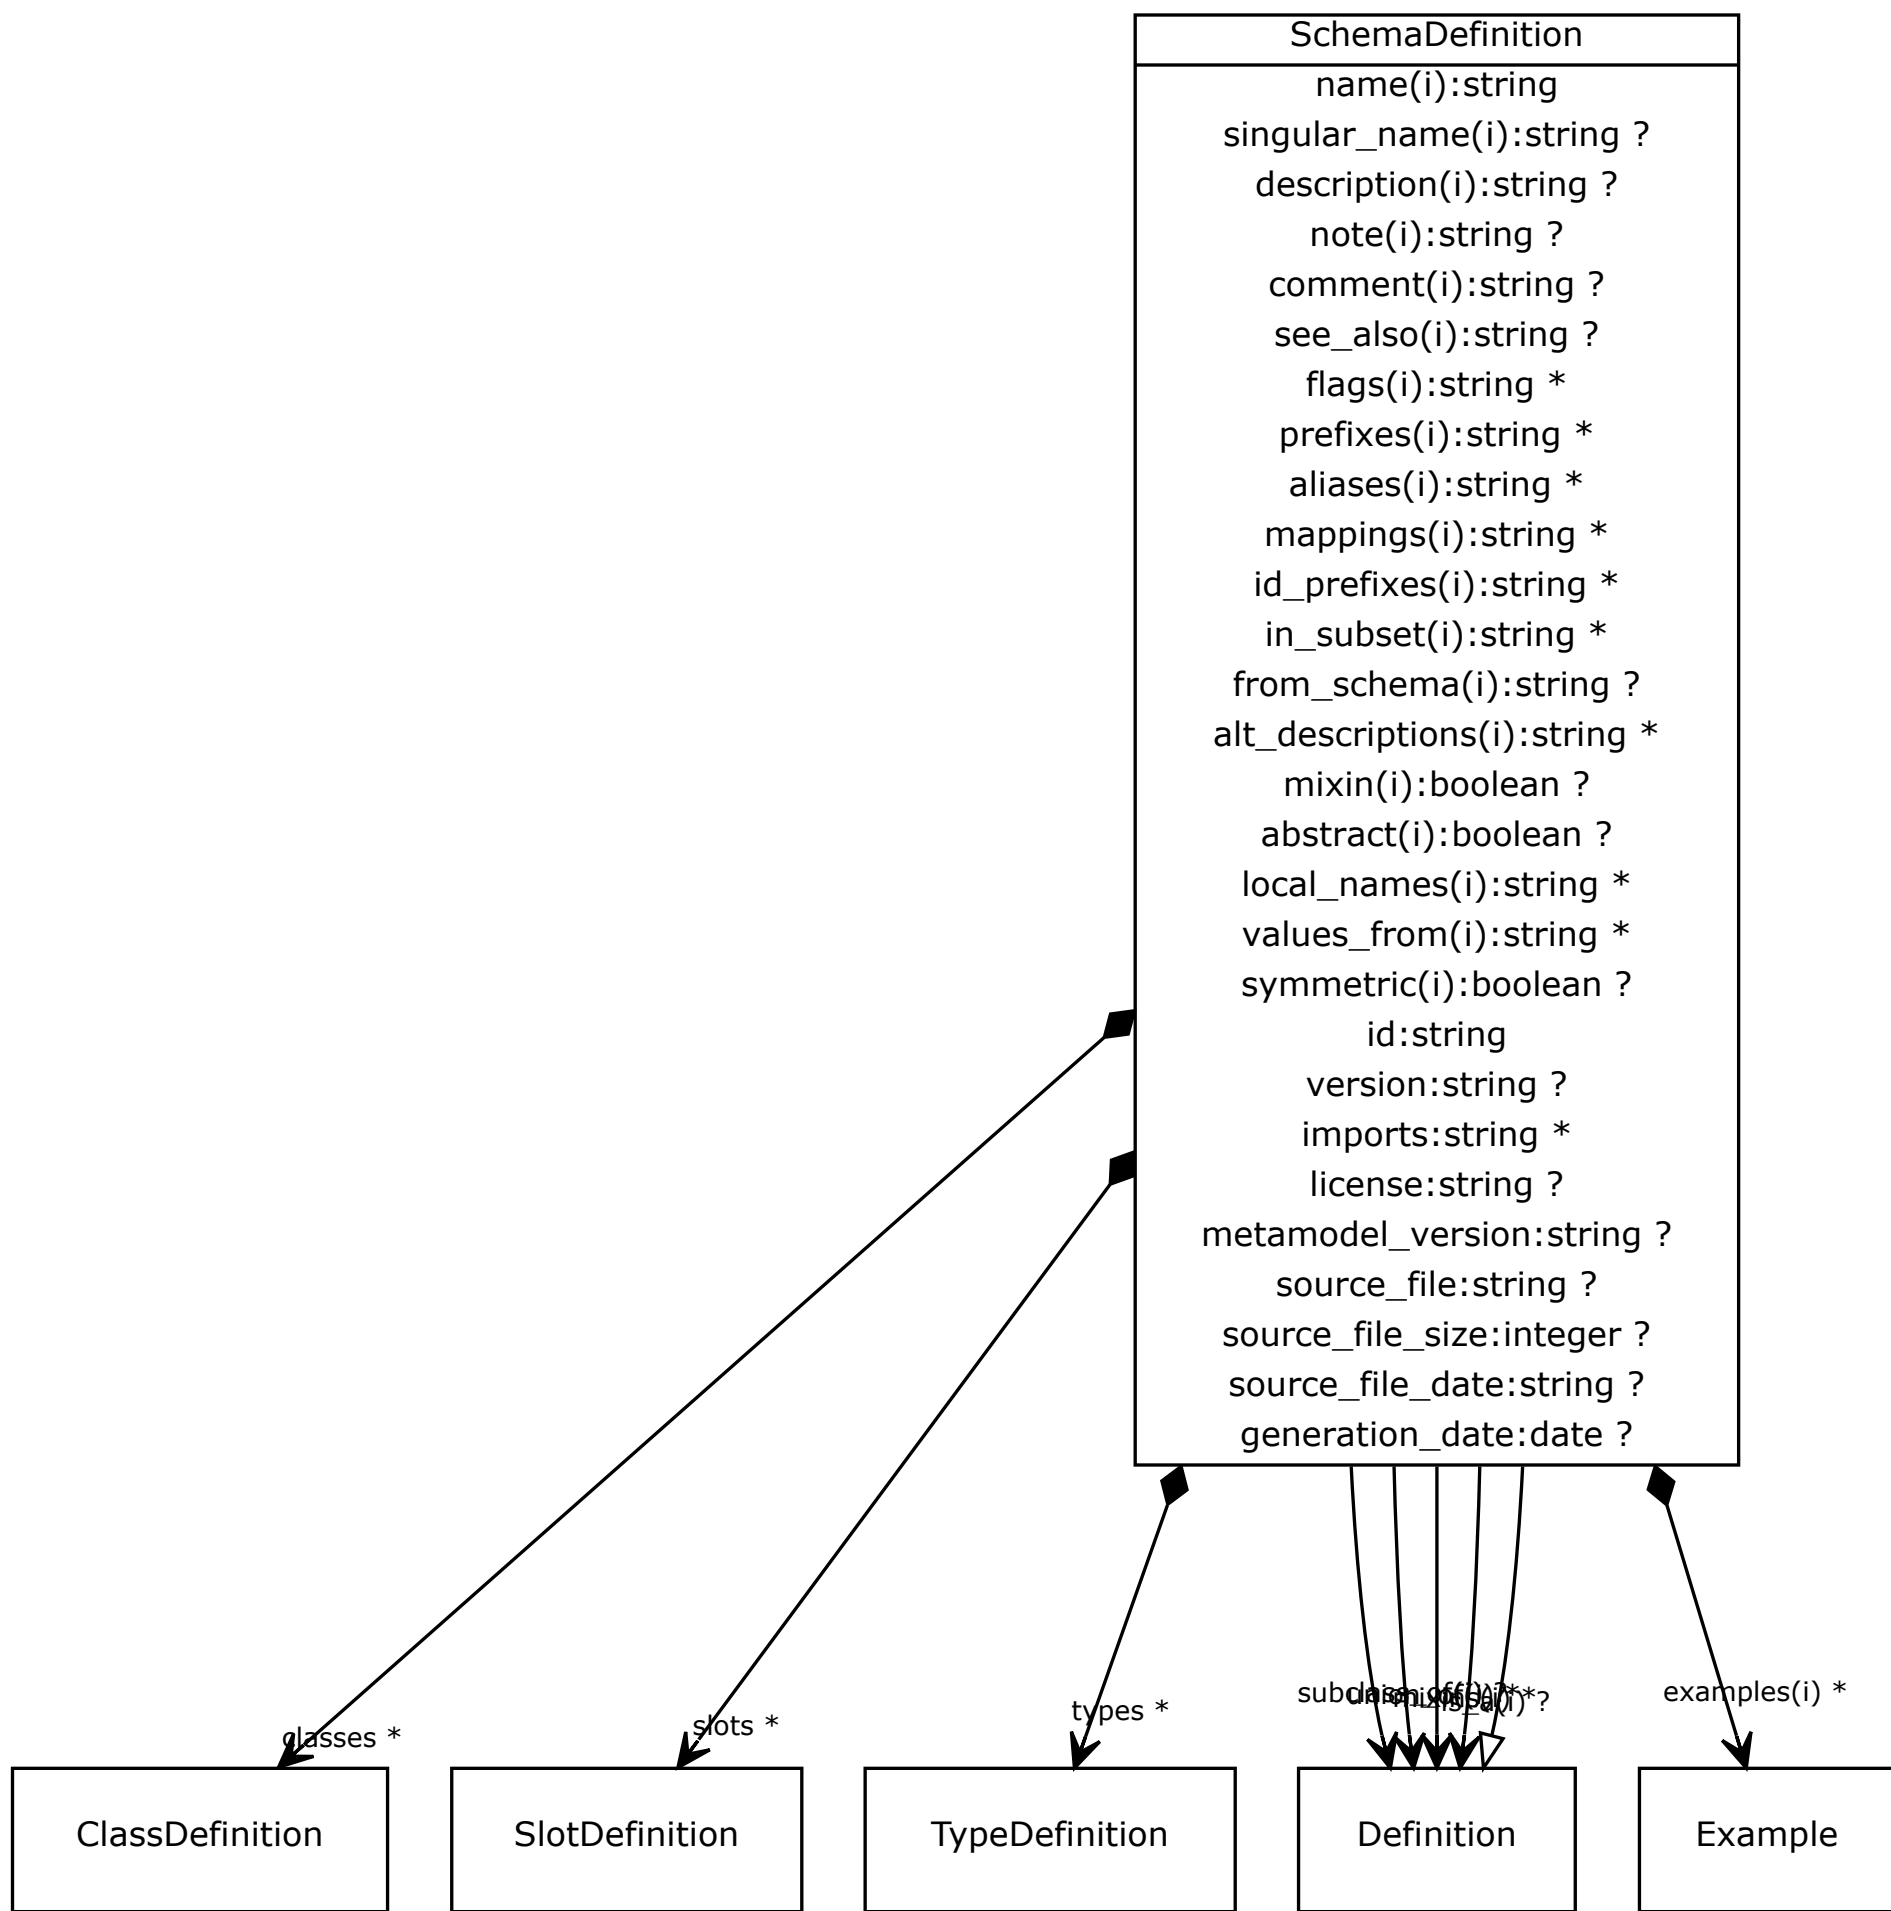 SchemaDefinition
name(i):string
singular_name(i):string ?
description(i):string ?
note(i):string ?
comment(i):string ?
see_also(i):string ?
flags(i):string *
prefixes(i):string *
aliases(i):string *
mappings(i):string *
id_prefixes(i):string *
in_subset(i):string *
from_schema(i):string ?
alt_descriptions(i):string *
mixin(i):boolean ?
abstract(i):boolean ?
local_names(i):string *
values_from(i):string *
symmetric(i):boolean ?
id:string
version:string ?
imports:string *
license:string ?
metamodel_version:string ?
source_file:string ?
source_file_size:integer ?
source_file_date:string ?
generation_date:date ?
classes *
slots *
types *
examples(i) *
ClassDefinition
SlotDefinition
TypeDefinition
Definition
Example